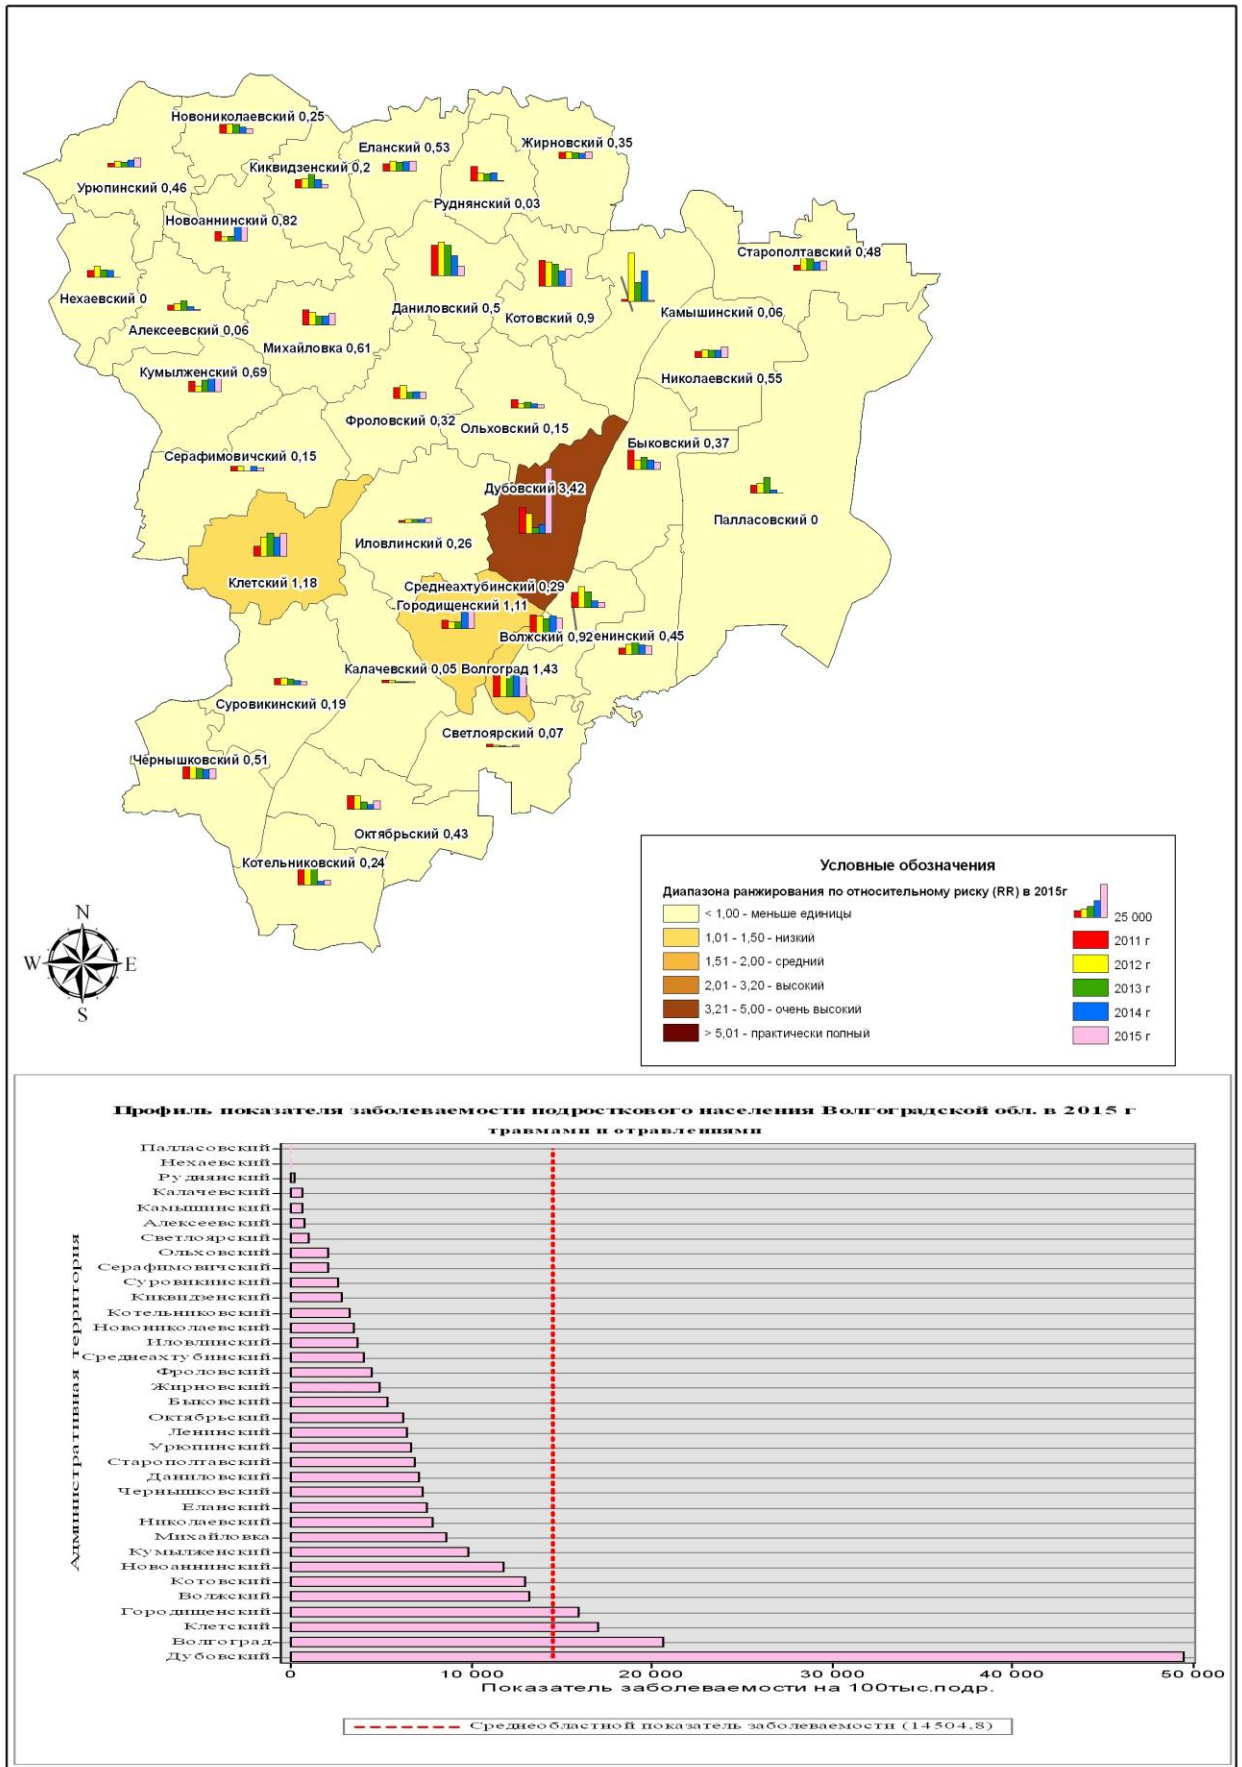 Новониколаевский 0,25
Еланский 0,53
Жирновский 0,35
Киквидзенский 0,2
Урюпинский 0,46
Руднянский 0,03
Новоаннинский 0,82
Старополтавский 0,48
Нехаевский 0
Даниловский 0,5
Котовский 0,9
Камышинский 0,06
Алексеевский 0,06
Михайловка 0,61
Кумылженский 0,69
Николаевский 0,55
Фроловский 0,32
Ольховский 0,15
Быковский 0,37
Серафимовичский 0,15
Дубовский 3,42
Палласовский 0
Иловлинский 0,26
Клетский 1,18
Среднеахтубинский 0,29
Городищенский 1,11
Волжский 0,92
енинский 0,45
Калачевский 0,05
Волгоград 1,43
Суровикинский 0,19
Светлоярский 0,07
Чернышковский 0,51
Октябрьский 0,43
Котельниковский 0,24
N
W E
S
Условные обозначения
Диапазона ранжирования по относительному риску (RR) в 2015г
< 1,00 - меньше единицы
1,01 - 1,50 - низкий
1,51 - 2,00 - средний
2,01 - 3,20 - высокий
3,21 - 5,00 - очень высокий
> 5,01 - практически полный
25 000
2011 г
2012 г
2013 г
2014 г
2015 г
Профиль показателя заболеваемости подросткового населения Волгоградской обл. в 2015 г
травмами и отравлениями
Административная территория
Палласовский
Нехаевский
Руднянский
Калачевский
Камышинский
Алексеевский
Светлоярский
Ольховский
Серафимовичский
Суровикинский
Киквидзенский
Котельниковский
Новониколаевский
Иловлинский
Среднеахтубинский
Фроловский
Жирновский
Быковский
Октябрьский
Ленинский
Урюпинский
Старополтавский
Даниловский
Чернышковский
Еланский
Николаевский
Михайловка
Кумылженский
Новоаннинский
Котовский
Волжский
Городищенский
Клетский
Волгоград
Дубовский
0 10 000 20 000 30 000 40 000 50 000
Показатель заболеваемости на 100тыс.подр.
Среднеобластной показатель заболеваемости (14504,8)